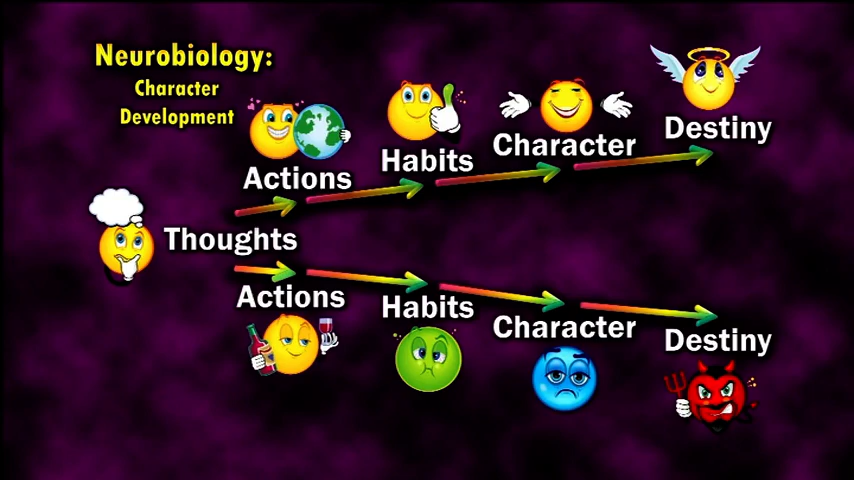 Neurobiology:
Character
Development
Actions
Habits
Character
Destiny
Thoughts
Actions
Habits
Character
Destiny